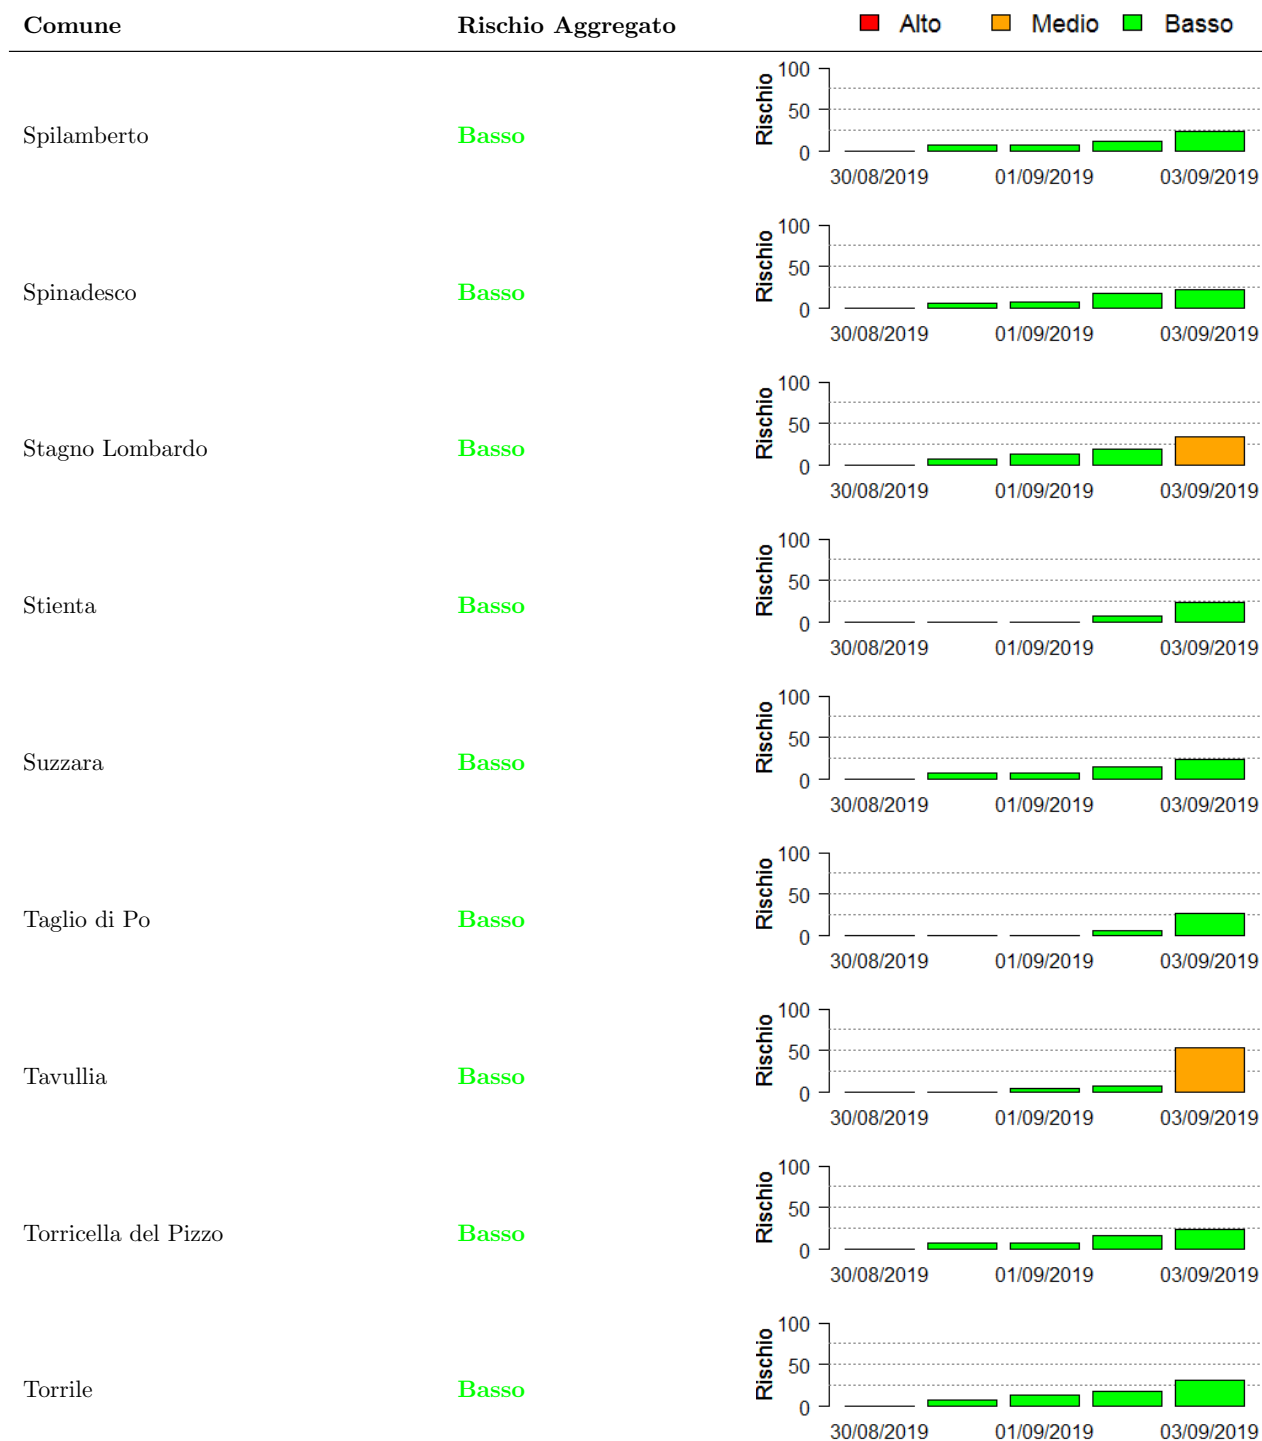 Comune Rischio Aggregato Alto Medio Basso
Spilamberto Basso
Rischio
100
50
0
30/08/2019 01/09/2019 03/09/2019
Spinadesco Basso
Rischio
100
50
0
30/08/2019 01/09/2019 03/09/2019
Stagno Lombardo Basso
Rischio
100
50
0
30/08/2019 01/09/2019 03/09/2019
Stienta Basso
Rischio
100
50
0
30/08/2019 01/09/2019 03/09/2019
Suzzara Basso
Rischio
100
50
0
30/08/2019 01/09/2019 03/09/2019
Taglio di Po Basso
Rischio
100
50
0
30/08/2019 01/09/2019 03/09/2019
Tavullia Basso
Rischio
100
50
0
30/08/2019 01/09/2019 03/09/2019
Torricella del Pizzo Basso
Rischio
100
50
0
30/08/2019 01/09/2019 03/09/2019
Torrile Basso
Rischio
100
50
0
30/08/2019 01/09/2019 03/09/2019